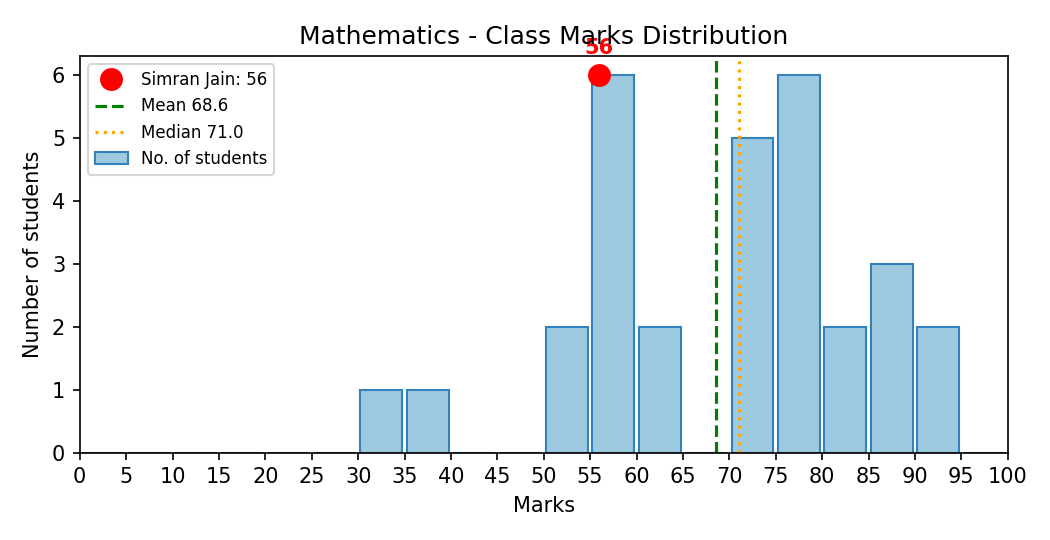 Mathematics - Class Marks Distribution
56
Simran Jain: 56
Mean 68.6
Median 71.0
No. of students
Number of students
6
5
4
3
2
1
0
0 5 10 15 20 25 30 35 40 45 50 55 60 65 70 75 80 85 90 95 100
Marks